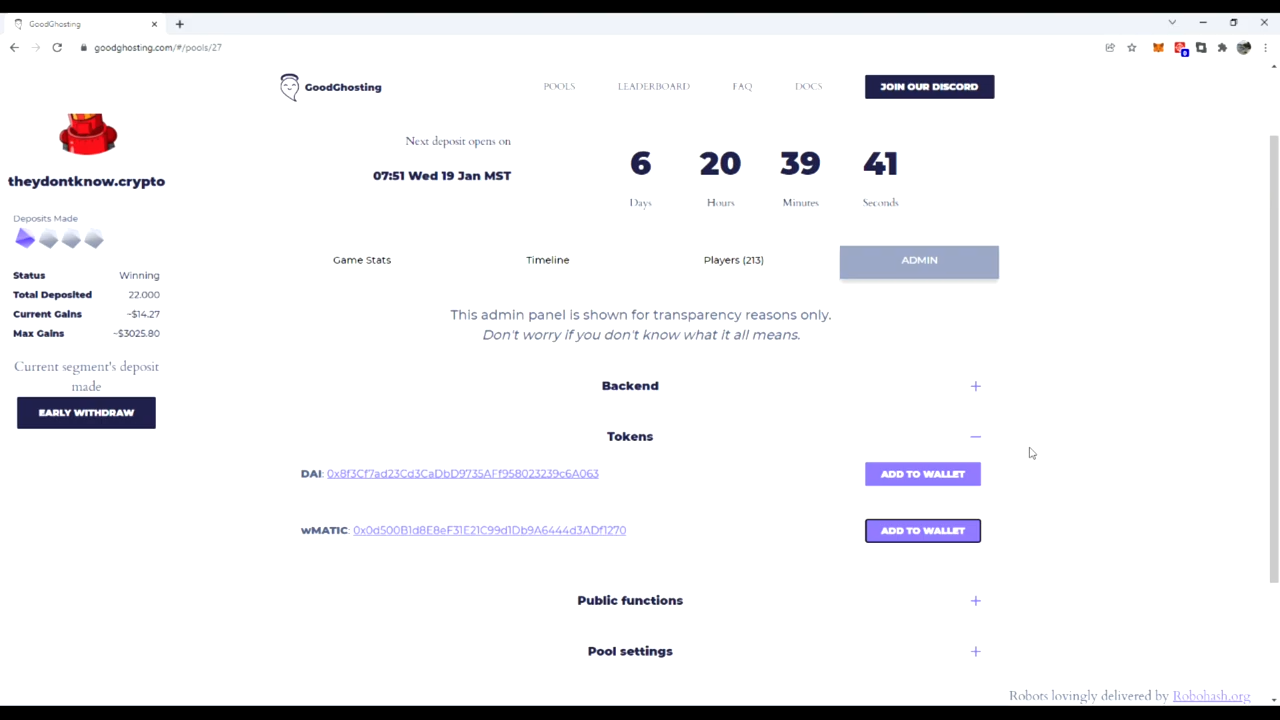 GoodGhosting
goodghosting.com/#/pools/27
GoodGhosting
POOLS
LEADERBOARD
FAQ
DOCS
JOIN OUR DISCORD
theydontknow.crypto
Deposits Made
Status Winning
Total Deposited 22.000
Current Gains ~$14.27
Max Gains ~$3025.80
Current segment's deposit
made
EARLY WITHDRAW
Next deposit opens on
07:51 Wed 19 Jan MST
6 20 39 41
Days Hours Minutes Seconds
Game Stats
Timeline
Players (213)
ADMIN
This admin panel is shown for transparency reasons only.
Don't worry if you don't know what it all means.
Backend
Tokens
DAI: 0x8f3Cf7ad23Cd3CaDbD9735AFf958023239c6A063
ADD TO WALLET
wMATIC: 0x0d500B1d8E8eF31E21C99d1Db9A6444d3ADf1270
ADD TO WALLET
Public functions
Pool settings
Robots lovingly delivered by Robohash.org